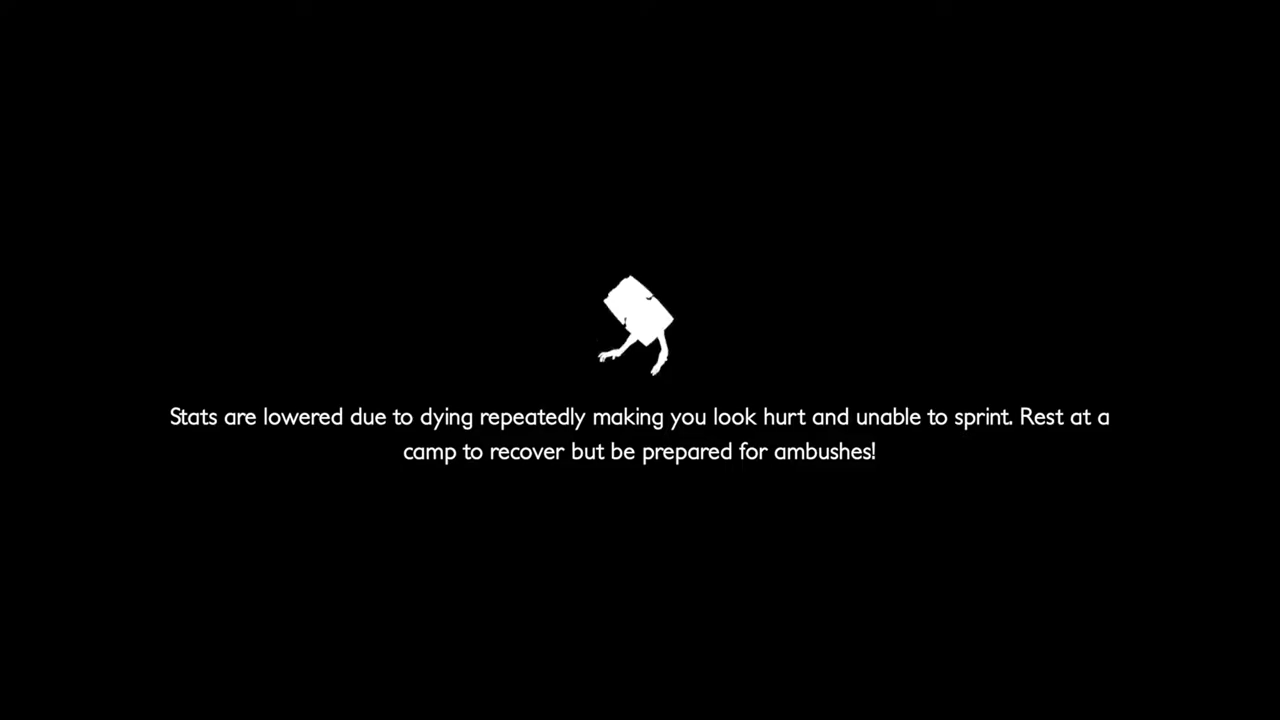 Stats are lowered due to dying repeatedly making you look hurt and unable to sprint. Rest at a
camp to recover but be prepared for ambushes!